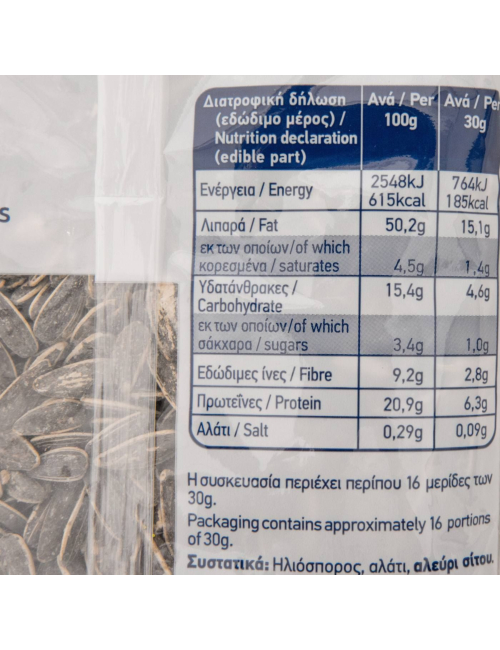 s
Διατροφική δήλωση Ανά / Per Ανά / Per
(εδώδιμο μέρος) / 100g 30g
Nutrition declaration
(edible part)
Ενέργεια / Energy 2548kJ 764kJ
615kcal 185kcal
Λιπαρά / Fat 50,2g 15,1g
εκ των οποίων/of which
κορεσμένα / saturates 4,5g 1,4g
Υδατάνθρακες / 15,4g 4,6g
Carbohydrate
εκ των οποίων/of which
σάκχαρα / sugars 3,4g 1,0g
Εδώδιμες ίνες / Fibre 9,2g 2,8g
Πρωτεΐνες / Protein 20,9g 6,3g
Αλάτι / Salt 0,29g 0,09g
Η συσκευασία περιέχει περίπου 16 μερίδες των
30g.
Packaging contains approximately 16 portions
of 30g.
Συστατικά: Ηλιόσπορος, αλάτι, αλεύρι σίτου.